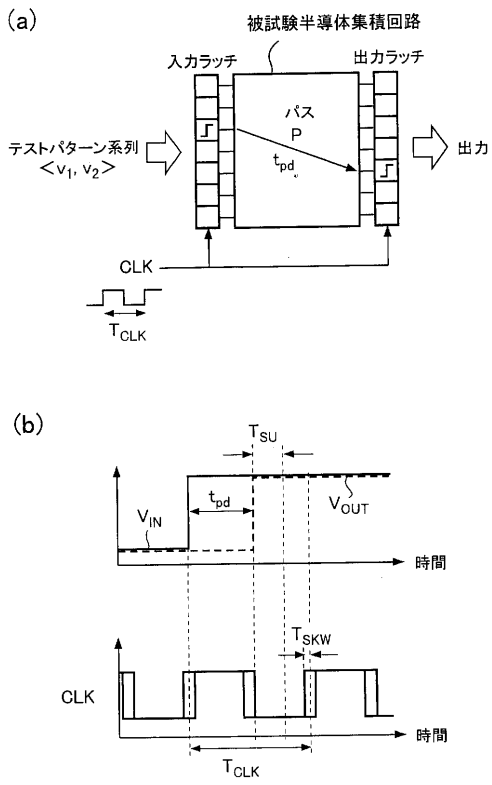 (a)
被試験半導体集積回路
入力ラッチ
出力ラッチ
パス
P
tpd
テストパターン系列
<v1, v2>
出力
CLK
TCLK
(b)
TSU
tpd
VIN
VOUT
時間
TSKW
CLK
時間
TCLK